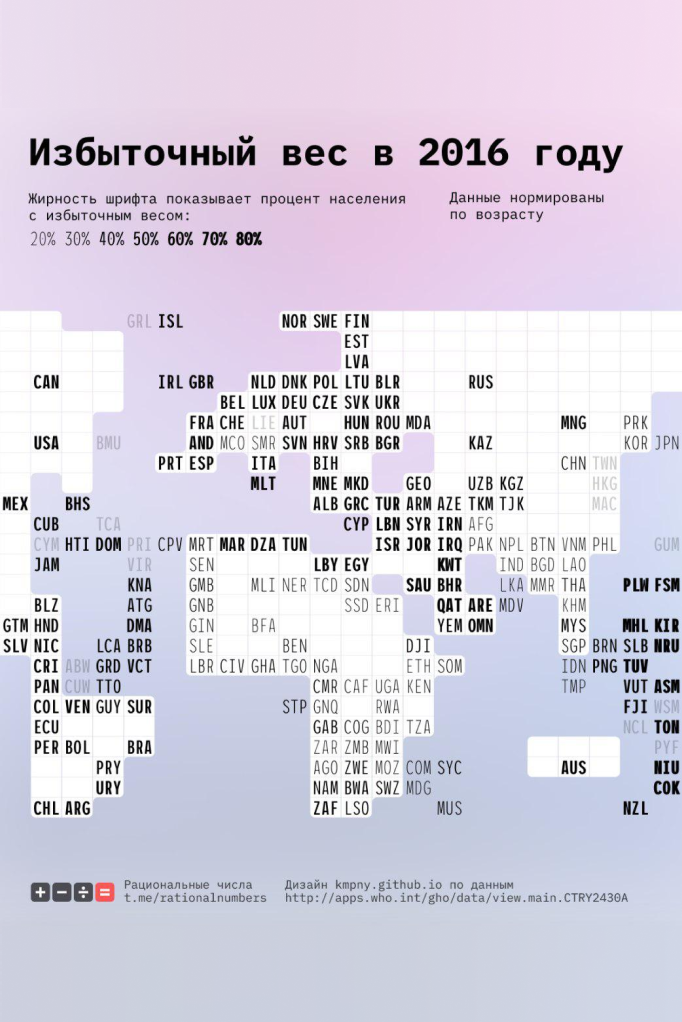 Избыточный вес в 2016 году
Жирность шрифта показывает процент населения
с избыточным весом:
20% 30% 40% 50% 60% 70% 80%
Данные нормированы
по возрасту
GRL ISL NOR SWE FIN
EST
LVA
CAN IRL GBR NLD DNK POL LTU BLR RUS
BEL LUX DEU CZE SVK UKR
FRA CHE LIE AUT HUN ROU MDA MNG PRK
USA BMU AND MCO SMR SVN HRV SRB BGR KAZ KOR JPN
PRT ESP ITA BIH CHN TWN
MLT MNE MKD GEO UZB KGZ HKG
MEX BHS ALB GRC TUR ARM AZE TKM TJK MAC
CUB TCA CYP LBN SYR IRN AFG
CYM HTI DOM PRI CPV MRT MAR DZA TUN ISR JOR IRQ PAK NPL BTN VNM PHL GUM
JAM VIR SEN LBY EGY KWT IND BGD LAO
KNA GMB MLI NER TCD SDN SAU BHR LKA MMR THA PLW FSM
BLZ ATG GNB SSD ERI QAT ARE MDV KHM
GTM HND DMA GIN BFA YEM OMN MYS MHL KIR
SLV NIC LCA BRB SLE BEN DJI SGP BRN SLB NRU
CRI ABW GRD VCT LBR CIV GHA TGO NGA ETH SOM IDN PNG TUV
PAN CUW TTO CMR CAF UGA KEN TMP VUT ASM
COL VEN GUY SUR STP GNQ RWA FJI WSM
ECU GAB COG BDI TZA NCL TON
PER BOL BRA ZAR ZMB MWI PYF
PRY AGO ZWE MOZ COM SYC AUS NIU
URY NAM BWA SWZ MDG COK
CHL ARG ZAF LSO MUS NZL
Рациональные числа
t.me/rationalnumbers
Дизайн kmpny.github.io по данным
http://apps.who.int/gho/data/view.main.CTRY2430A